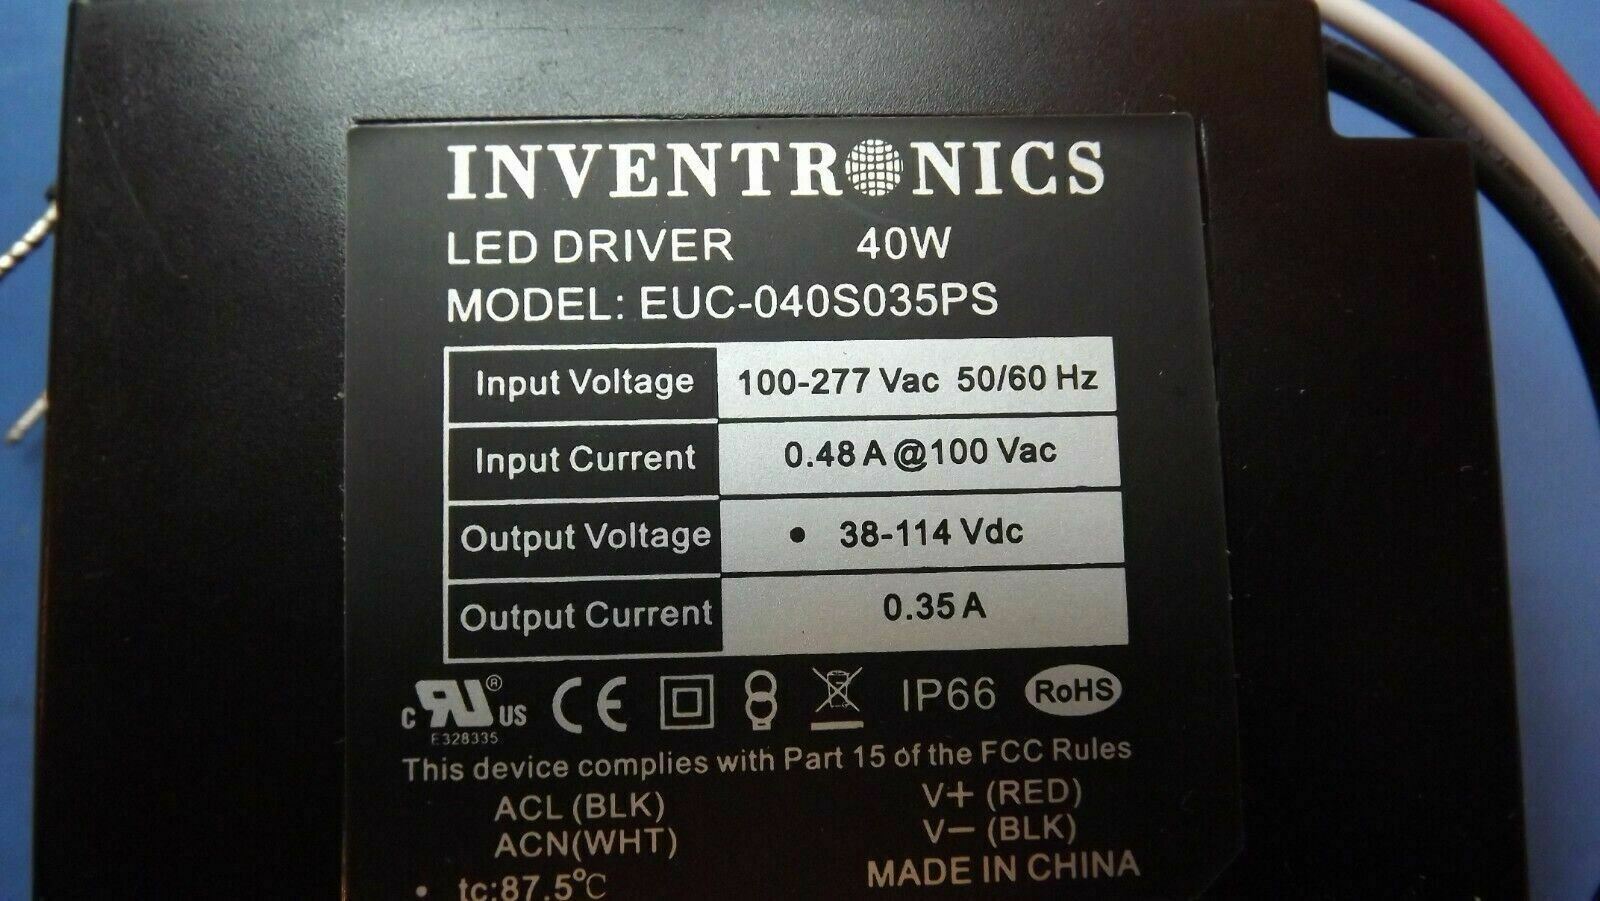 INVENTRONICS
LED DRIVER 40W
MODEL: EUC-040S035PS
Input Voltage 100-277 Vac 50/60 Hz
Input Current 0.48 A @100 Vac
Output Voltage • 38-114 Vdc
Output Current 0.35 A
c RU ® US CE IP66 RoHS
E328335
This device complies with Part 15 of the FCC Rules
ACL (BLK) V+ (RED)
ACN(WHT) V− (BLK)
MADE IN CHINA
• tc:87.5℃